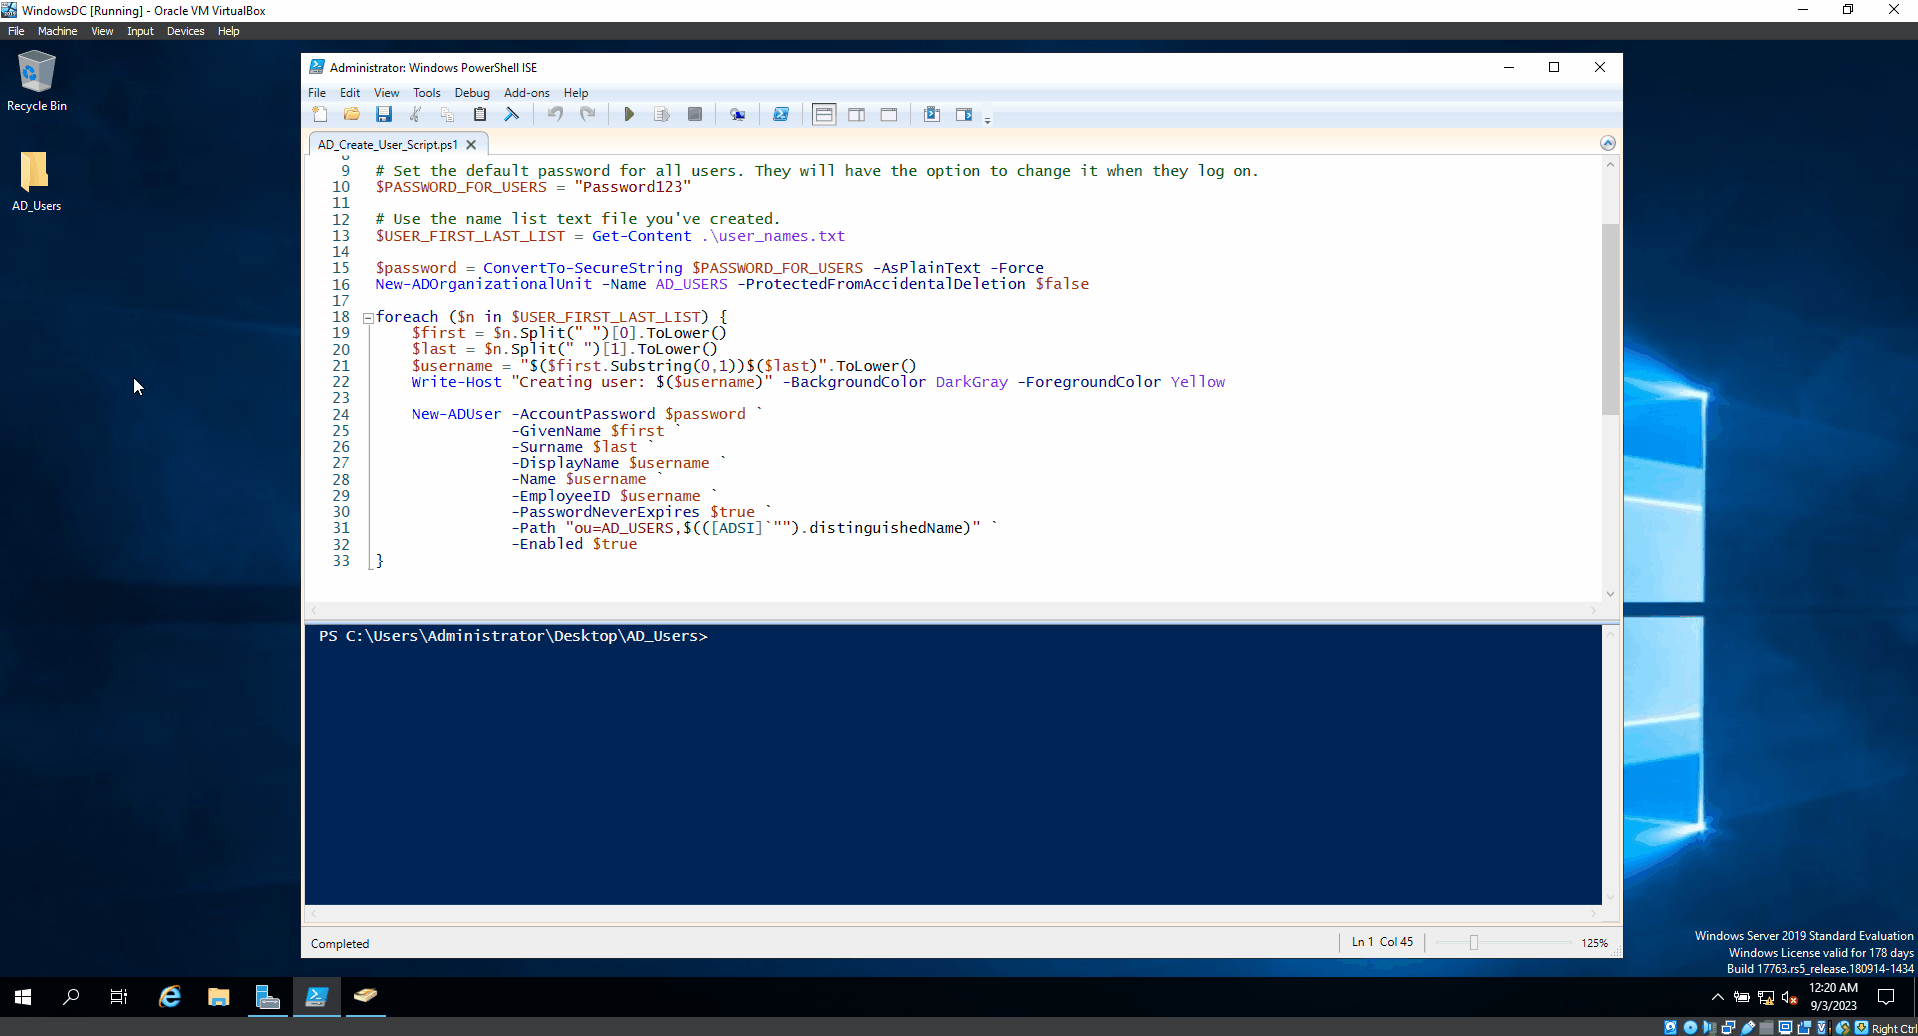 WindowsDC [Running] - Oracle VM VirtualBox
File Machine View Input Devices Help
Recycle Bin
AD_Users
Administrator: Windows PowerShell ISE
File Edit View Tools Debug Add-ons Help
AD_Create_User_Script.ps1
9 # Set the default password for all users. They will have the option to change it when they log on.
10 $PASSWORD_FOR_USERS = "Password123"
11
12 # Use the name list text file you've created.
13 $USER_FIRST_LAST_LIST = Get-Content .\user_names.txt
14
15 $password = ConvertTo-SecureString $PASSWORD_FOR_USERS -AsPlainText -Force
16 New-ADOrganizationalUnit -Name AD_USERS -ProtectedFromAccidentalDeletion $false
17
18 foreach ($n in $USER_FIRST_LAST_LIST) {
19 $first = $n.Split(" ")[0].ToLower()
20 $last = $n.Split(" ")[1].ToLower()
21 $username = "$($first.Substring(0,1))$($last)".ToLower()
22 Write-Host "Creating user: $($username)" -BackgroundColor DarkGray -ForegroundColor Yellow
23
24 New-ADUser -AccountPassword $password `
25 -GivenName $first `
26 -Surname $last `
27 -DisplayName $username `
28 -Name $username `
29 -EmployeeID $username `
30 -PasswordNeverExpires $true `
31 -Path "ou=AD_USERS,$(([ADSI]`"").distinguishedName)" `
32 -Enabled $true
33 }
PS C:\Users\Administrator\Desktop\AD_Users>
Completed
Ln 1 Col 45
125%
Windows Server 2019 Standard Evaluation
Windows License valid for 178 days
Build 17763.rs5_release.180914-1434
12:20 AM
9/3/2023
Right Ctrl